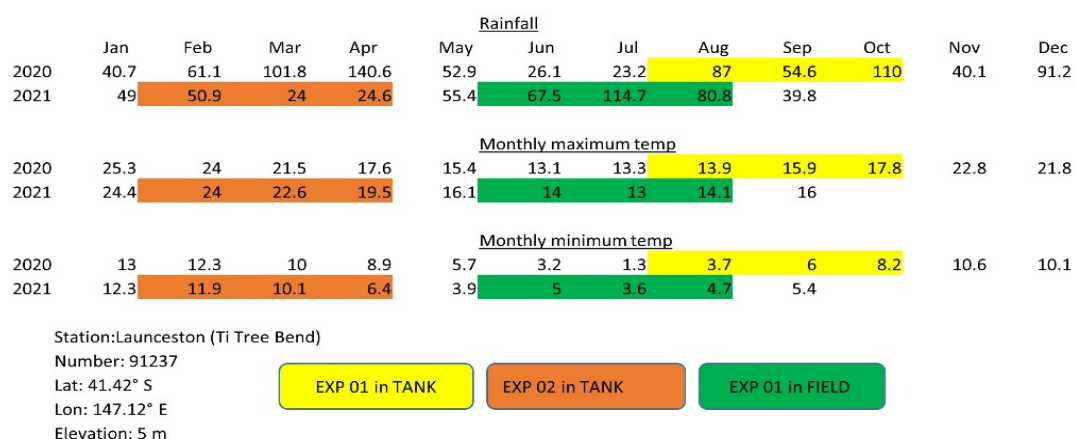 Rainfall
Jan Feb Mar Apr May Jun Jul Aug Sep Oct Nov Dec
2020 40.7 61.1 101.8 140.6 52.9 26.1 23.2 87 54.6 110 40.1 91.2
2021 49 50.9 24 24.6 55.4 67.5 114.7 80.8 39.8
Monthly maximum temp
2020 25.3 24 21.5 17.6 15.4 13.1 13.3 13.9 15.9 17.8 22.8 21.8
2021 24.4 24 22.6 19.5 16.1 14 13 14.1 16
Monthly minimum temp
2020 13 12.3 10 8.9 5.7 3.2 1.3 3.7 6 8.2 10.6 10.1
2021 12.3 11.9 10.1 6.4 3.9 5 3.6 4.7 5.4
Station:Launceston (Ti Tree Bend)
Number: 91237
Lat: 41.42° S
Lon: 147.12° E
Elevation: 5 m
EXP 01 in TANK
EXP 02 in TANK
EXP 01 in FIELD